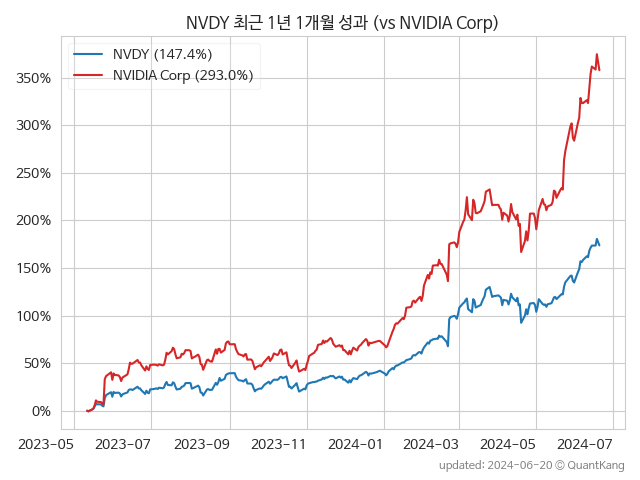 NVDY 최근 1년 1개월 성과 (vs NVIDIA Corp)
NVDY (147.4%)
NVIDIA Corp (293.0%)
350%
300%
250%
200%
150%
100%
50%
0%
2023-05 2023-07 2023-09 2023-11 2024-01 2024-03 2024-05 2024-07
updated: 2024-06-20 © QuantKang